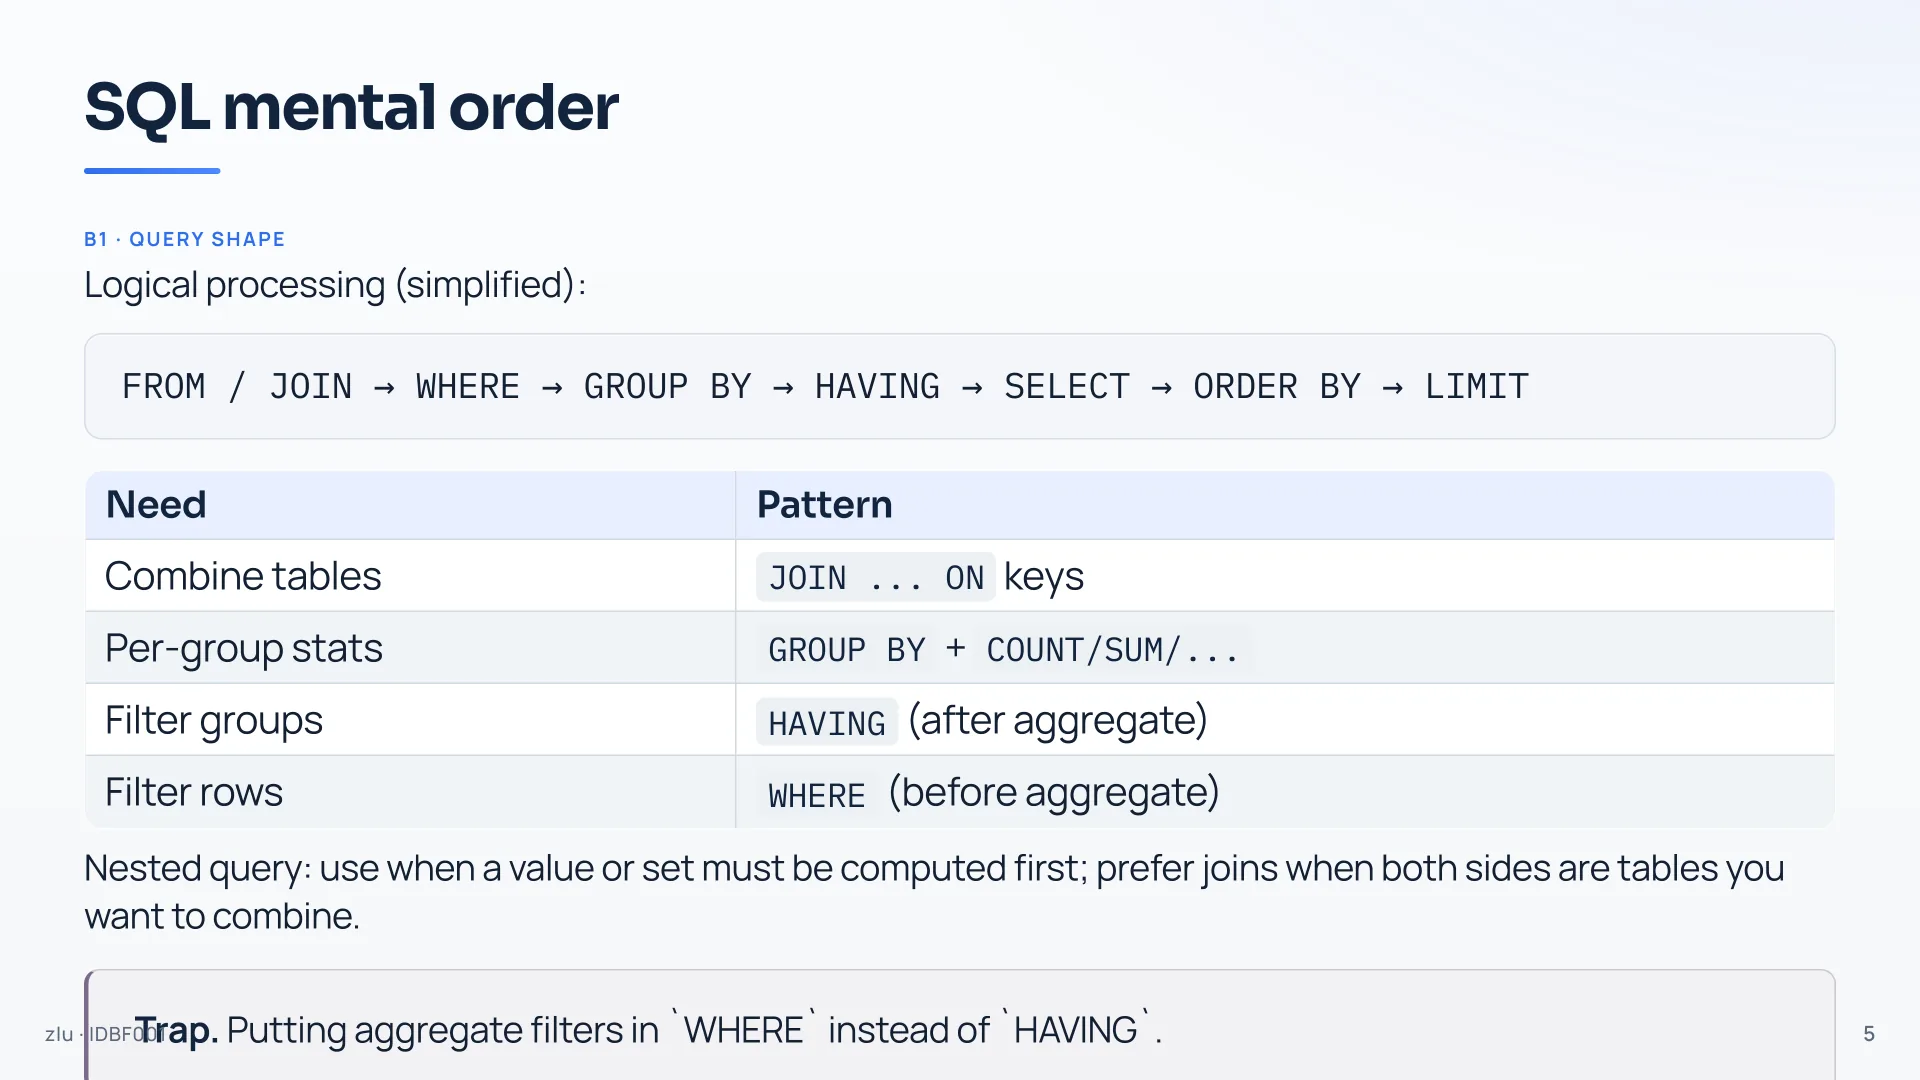 SQL mental order
B1 · QUERY SHAPE
Logical processing (simplified):
FROM / JOIN → WHERE → GROUP BY → HAVING → SELECT → ORDER BY → LIMIT
Need Pattern
Combine tables JOIN ... ON keys
Per-group stats GROUP BY + COUNT/SUM/...
Filter groups HAVING (after aggregate)
Filter rows WHERE (before aggregate)
Nested query: use when a value or set must be computed first; prefer joins when both sides are tables you
want to combine.
Trap. Putting aggregate filters in `WHERE` instead of `HAVING`.
zlu · IDBF001
5